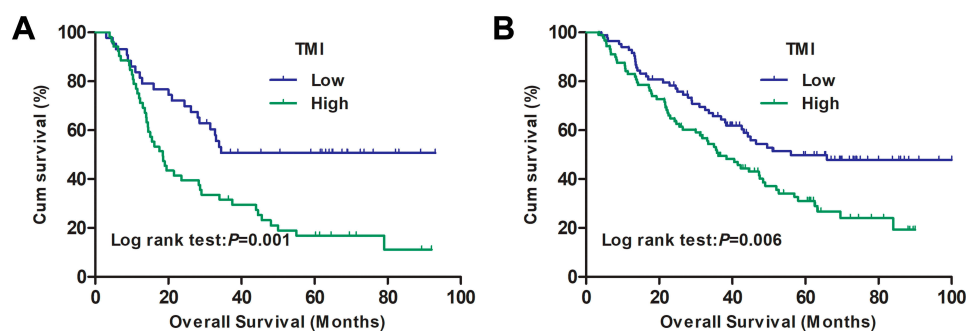 A
100
80
60
40
20
0
Cum survival (%)
TMI
Low
High
Log rank test:P=0.001
0 20 40 60 80 100
Overall Survival (Months)
B
100
80
60
40
20
0
Cum survival (%)
TMI
Low
High
Log rank test:P=0.006
0 20 40 60 80 100
Overall Survival (Months)